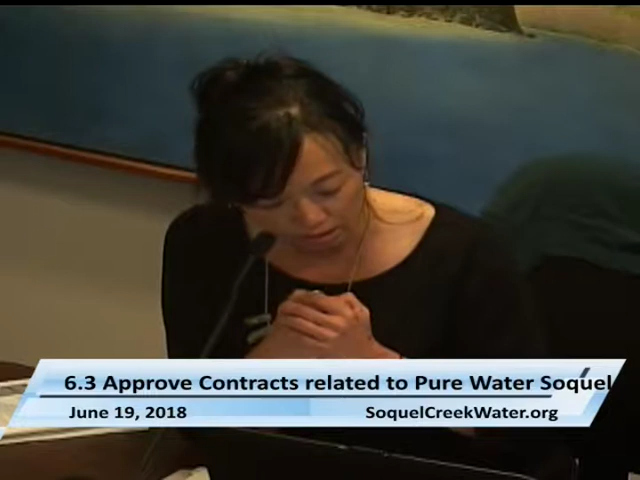 6.3 Approve Contracts related to Pure Water Soquel
June 19, 2018 SoquelCreekWater.org